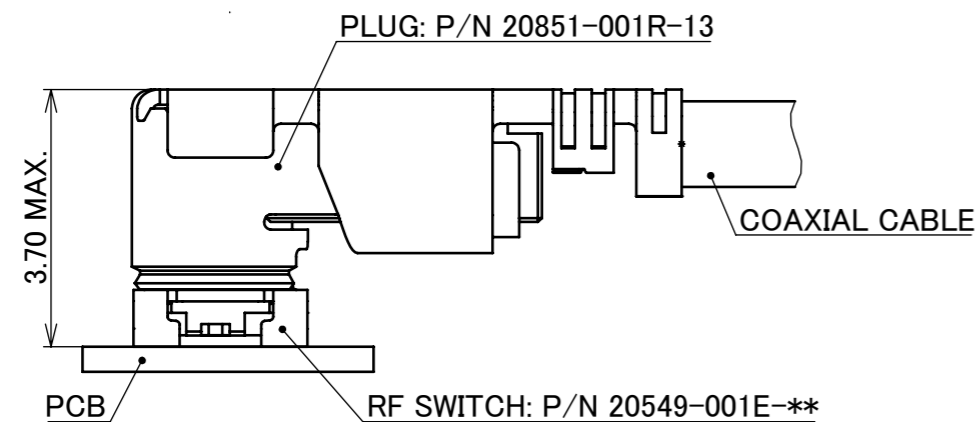 PLUG: P/N 20851-001R-13
3.70 MAX.
COAXIAL CABLE
PCB
RF SWITCH: P/N 20549-001E-**